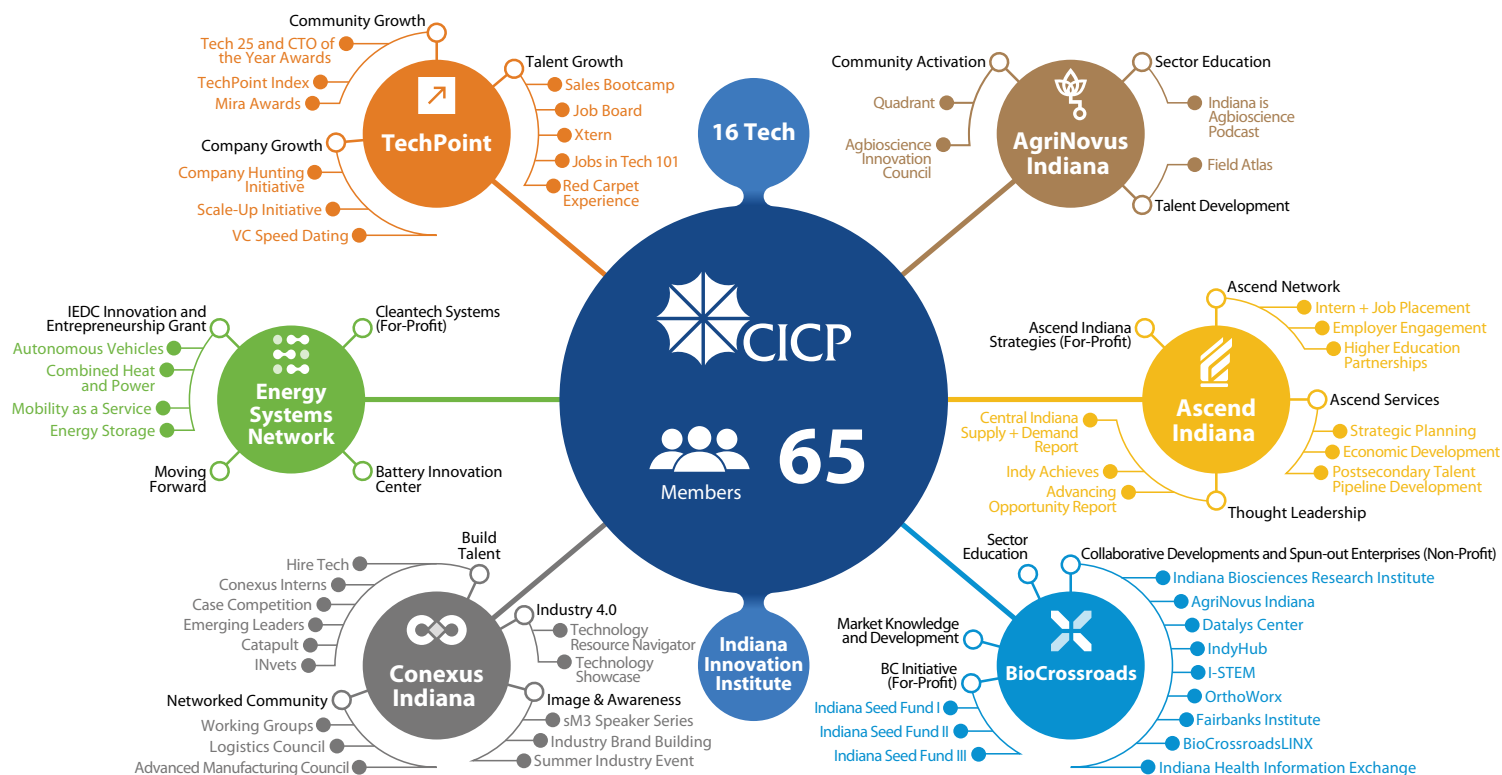 Community Growth
Tech 25 and CTO of
the Year Awards
TechPoint Index
Mira Awards
Talent Growth
Sales Bootcamp
Job Board
Xtern
Jobs in Tech 101
Red Carpet
Experience
TechPoint
Company Growth
Company Hunting
Initiative
Scale-Up Initiative
VC Speed Dating
16 Tech
Community Activation
Quadrant
Agbioscience
Innovation
Council
AgriNovus
Indiana
Sector Education
Indiana is
Agbioscience
Podcast
Field Atlas
Talent Development
CICP
Members
65
IEDC Innovation and
Entrepreneurship Grant
Autonomous Vehicles
Combined Heat
and Power
Mobility as a Service
Energy Storage
Cleantech Systems
(For-Profit)
Energy
Systems
Network
Moving
Forward
Battery Innovation
Center
Ascend Network
Intern + Job Placement
Employer Engagement
Higher Education
Partnerships
Ascend Indiana
Strategies (For-Profit)
Ascend
Indiana
Ascend Services
Strategic Planning
Economic Development
Postsecondary Talent
Pipeline Development
Central Indiana
Supply + Demand
Report
Indy Achieves
Advancing
Opportunity Report
Thought Leadership
Build
Talent
Hire Tech
Conexus Interns
Case Competition
Emerging Leaders
Catapult
INvets
Industry 4.0
Technology
Resource Navigator
Technology
Showcase
Conexus
Indiana
Networked Community
Working Groups
Logistics Council
Advanced Manufacturing Council
Image & Awareness
sM3 Speaker Series
Industry Brand Building
Summer Industry Event
Indiana
Innovation
Institute
Sector
Education
Collaborative Developments and Spun-out Enterprises (Non-Profit)
Indiana Biosciences Research Institute
AgriNovus Indiana
Datalys Center
IndyHub
I-STEM
OrthoWorx
Fairbanks Institute
BioCrossroadsLINX
Indiana Health Information Exchange
Market Knowledge
and Development
BioCrossroads
BC Initiative
(For-Profit)
Indiana Seed Fund I
Indiana Seed Fund II
Indiana Seed Fund III